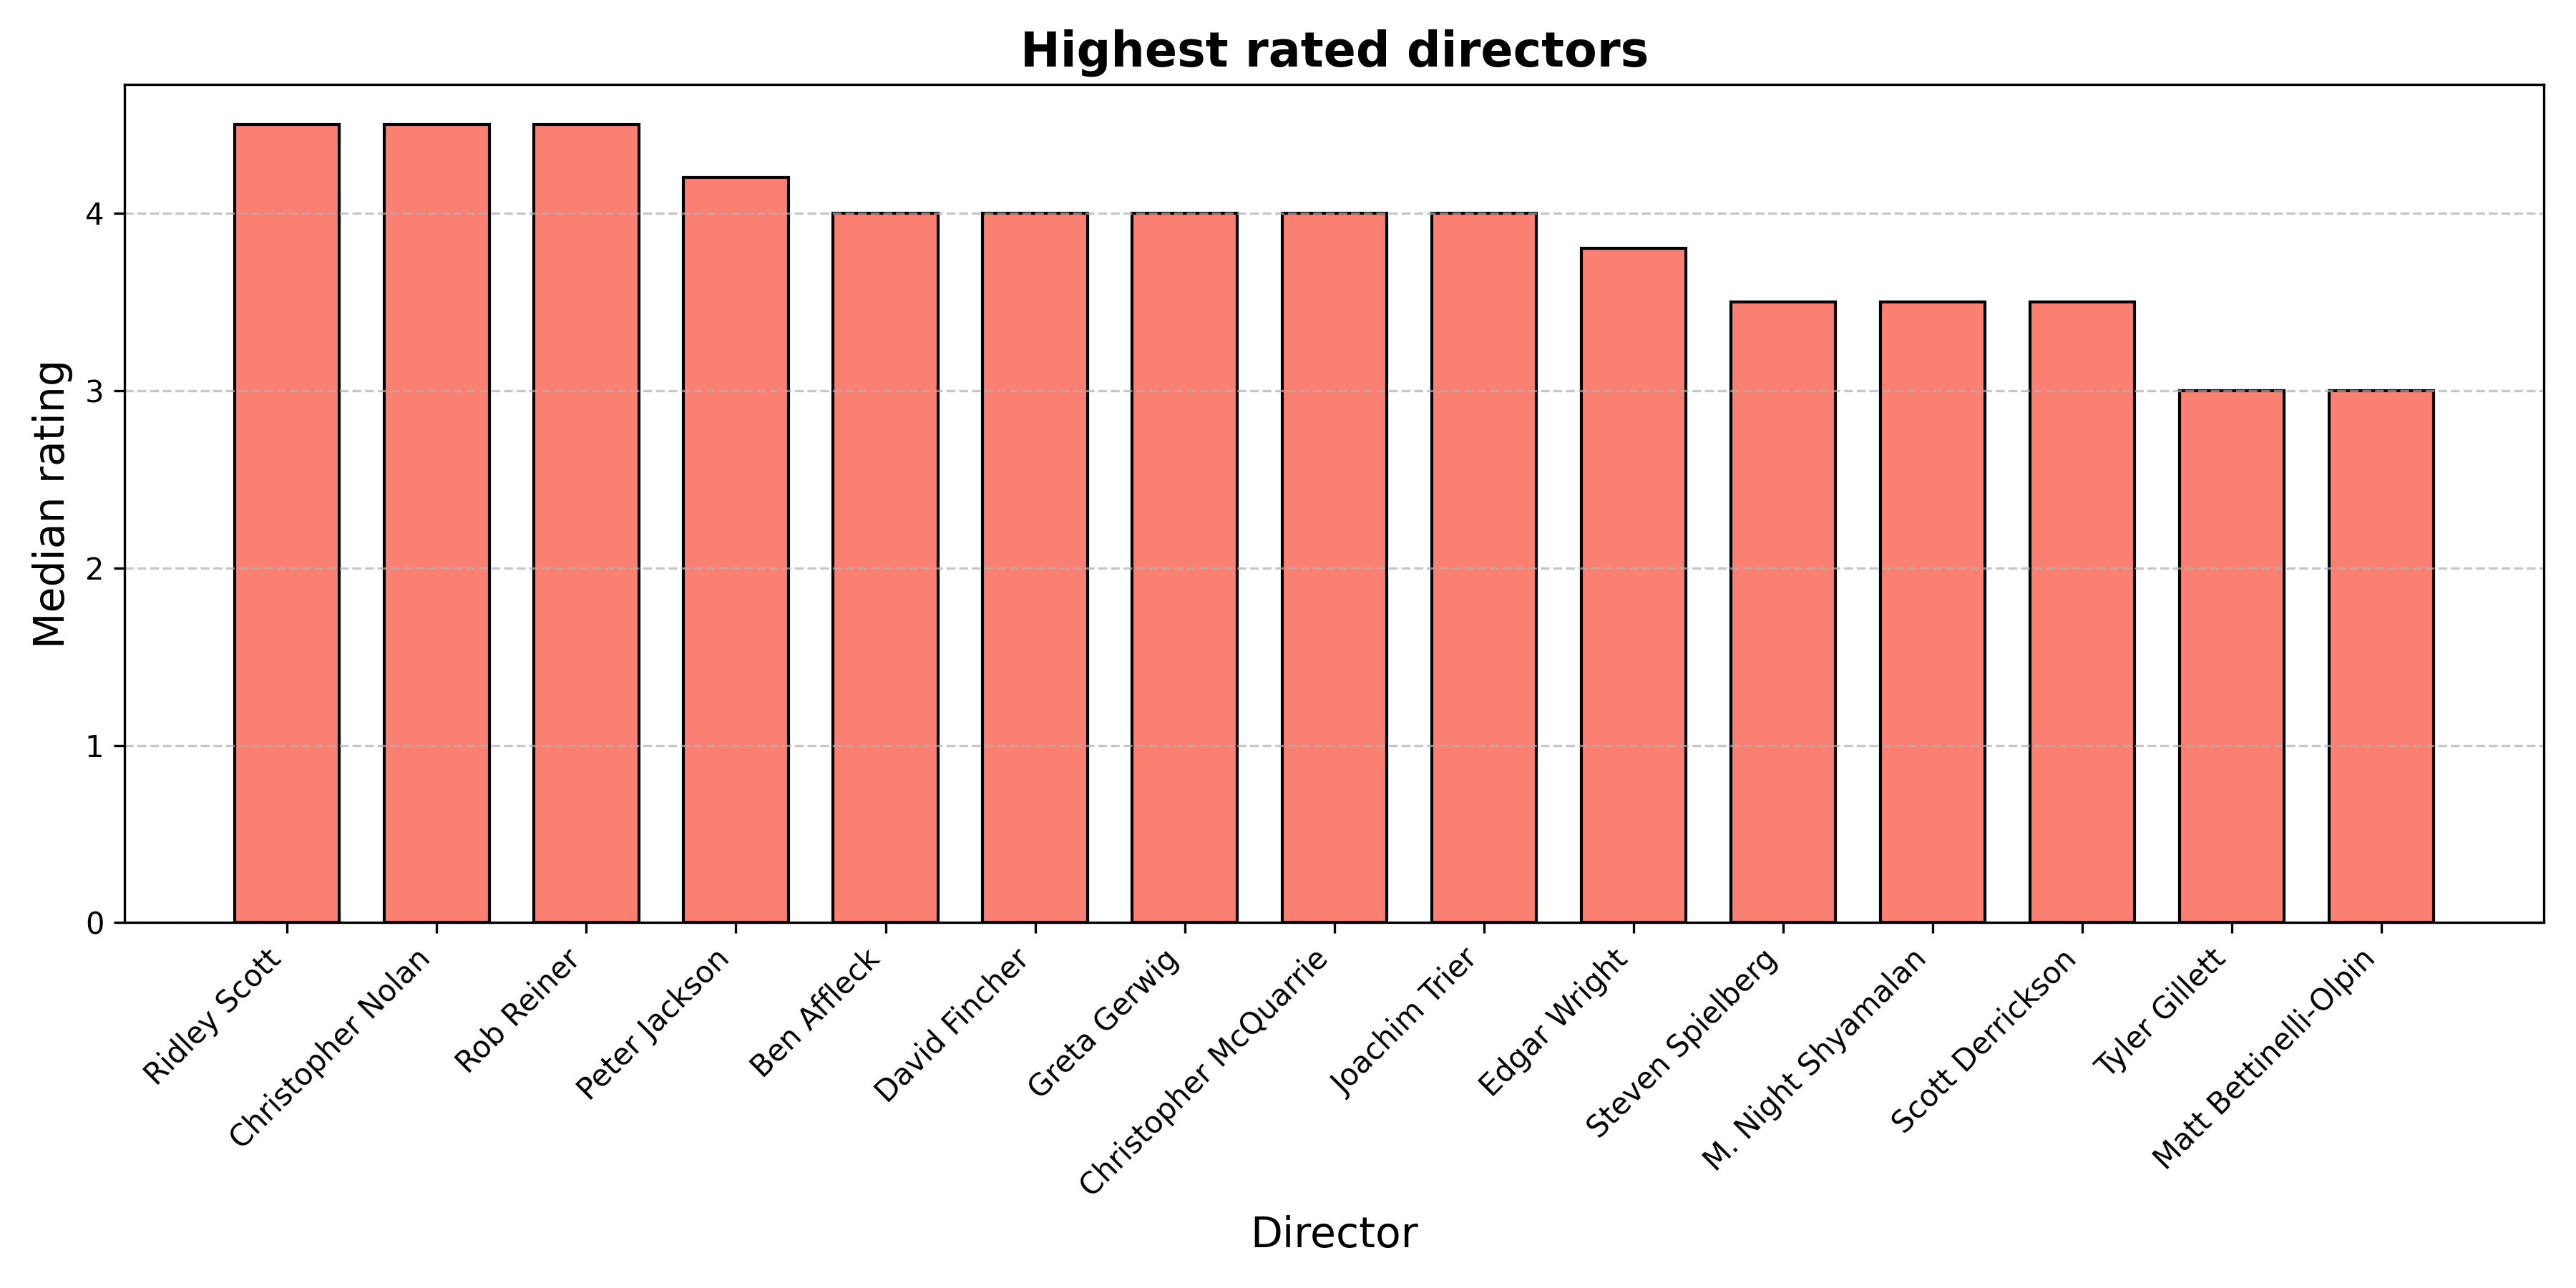 Highest rated directors
Median rating
4
3
2
1
0
Ridley Scott
Christopher Nolan
Rob Reiner
Peter Jackson
Ben Affleck
David Fincher
Greta Gerwig
Christopher McQuarrie
Joachim Trier
Edgar Wright
Steven Spielberg
M. Night Shyamalan
Scott Derrickson
Tyler Gillett
Matt Bettinelli-Olpin
Director